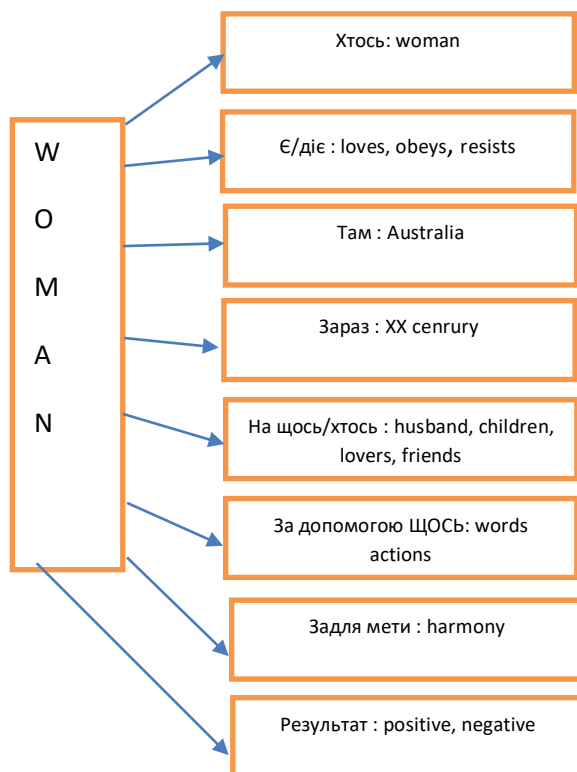 W
O
M
A
N
Хтось: woman
Є/діє : loves, obeys, resists
Там : Australia
Зараз : XX cenrury
На щось/хтось : husband, children,
lovers, friends
За допомогою ЩОСЬ: words
actions
Задля мети : harmony
Результат : positive, negative